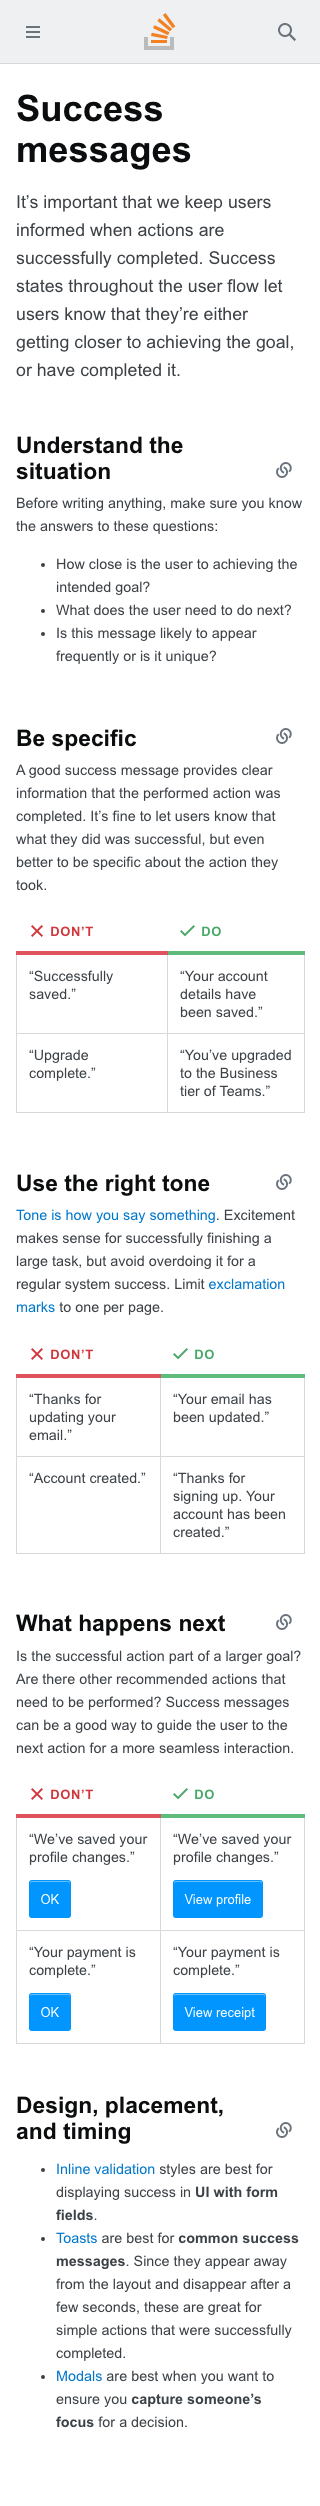 Success
messages
It’s important that we keep users
informed when actions are
successfully completed. Success
states throughout the user flow let
users know that they’re either
getting closer to achieving the goal,
or have completed it.
Understand the
situation
Before writing anything, make sure you know
the answers to these questions:
• How close is the user to achieving the
intended goal?
• What does the user need to do next?
• Is this message likely to appear
frequently or is it unique?
Be specific
A good success message provides clear
information that the performed action was
completed. It’s fine to let users know that
what they did was successful, but even
better to be specific about the action they
took.
DON’T
DO
“Successfully
saved.”
“Your account
details have
been saved.”
“Upgrade
complete.”
“You’ve upgraded
to the Business
tier of Teams.”
Use the right tone
Tone is how you say something. Excitement
makes sense for successfully finishing a
large task, but avoid overdoing it for a
regular system success. Limit exclamation
marks to one per page.
DON’T
DO
“Thanks for
updating your
email.”
“Your email has
been updated.”
“Account created.”
“Thanks for
signing up. Your
account has been
created.”
What happens next
Is the successful action part of a larger goal?
Are there other recommended actions that
need to be performed? Success messages
can be a good way to guide the user to the
next action for a more seamless interaction.
DON’T
DO
“We’ve saved your
profile changes.”
OK
“We’ve saved your
profile changes.”
View profile
“Your payment is
complete.”
OK
“Your payment is
complete.”
View receipt
Design, placement,
and timing
• Inline validation styles are best for
displaying success in UI with form
fields.
• Toasts are best for common success
messages. Since they appear away
from the layout and disappear after a
few seconds, these are great for
simple actions that were successfully
completed.
• Modals are best when you want to
ensure you capture someone’s
focus for a decision.